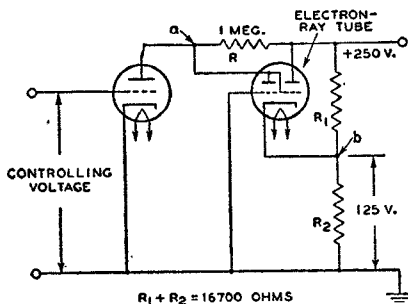 ELECTRON-
RAY TUBE
a
1 MEG.
R
+250 V.
R1
b
CONTROLLING
VOLTAGE
125 V.
R2
R1 + R2 = 16700 OHMS